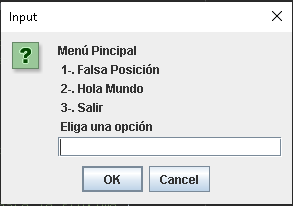 Input
Menú Pincipal
1-. Falsa Posición
2-. Hola Mundo
3-. Salir
Eliga una opción
OK Cancel